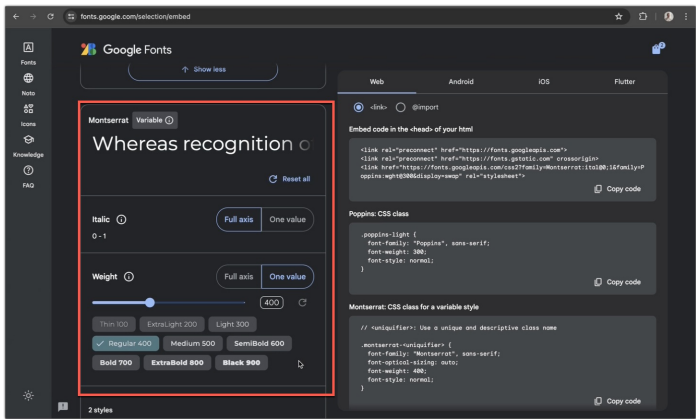 fonts.google.com/selection/embed
Fonts
Noto
Icons
Knowledge
FAQ
Google Fonts
2
Show less
Montserrat Variable
Whereas recognition o
Reset all
Italic
Full axis One value
0 - 1
Weight
Full axis One value
400
Thin 100 ExtraLight 200 Light 300
Regular 400 Medium 500 SemiBold 600
Bold 700 ExtraBold 800 Black 900
2 styles
Web Android iOS Flutter
<link> @import
Embed code in the <head> of your html
<link rel="preconnect" href="https://fonts.googleapis.com">
<link rel="preconnect" href="https://fonts.gstatic.com" crossorigin>
<link href="https://fonts.googleapis.com/css2?family=Montserrat:ital@0;1&family=P
oppins:wght@300&display=swap" rel="stylesheet">
Copy code
Poppins: CSS class
.poppins-light {
font-family: "Poppins", sans-serif;
font-weight: 300;
font-style: normal;
}
Copy code
Montserrat: CSS class for a variable style
// <uniquifier>: Use a unique and descriptive class name
.montserrat-<uniquifier> {
font-family: "Montserrat", sans-serif;
font-optical-sizing: auto;
font-weight: 400;
font-style: normal;
}
Copy code